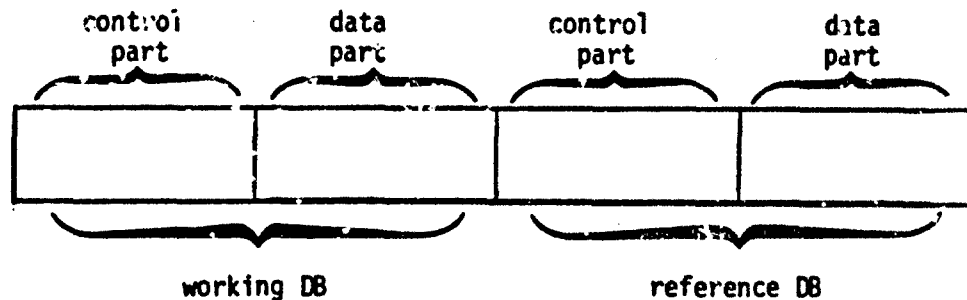 control data control data
part part part part
working DB reference DB